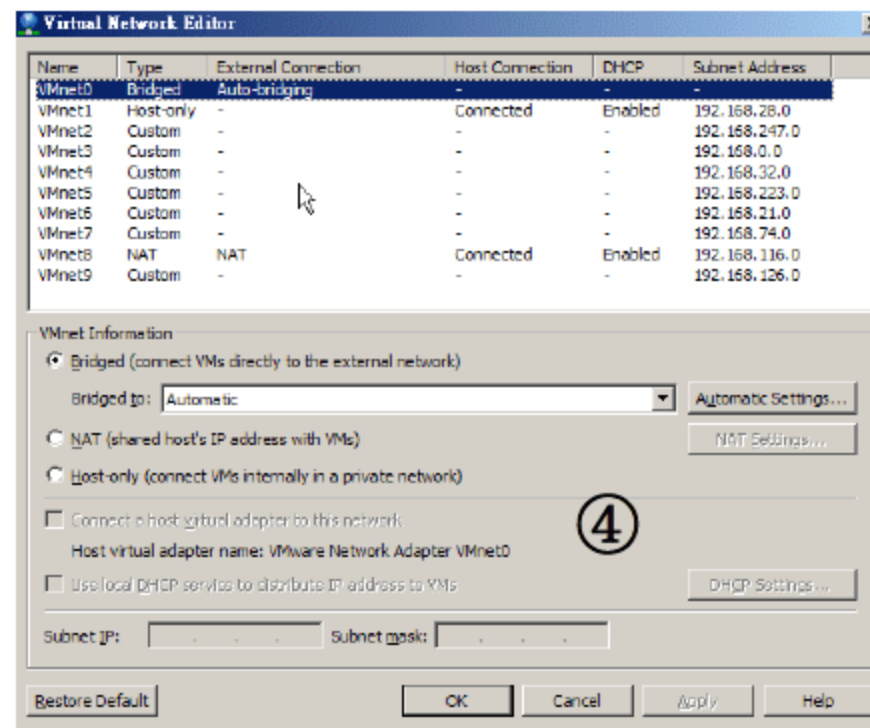 Virtual Network Editor
Name Type External Connection Host Connection DHCP Subnet Address
VMnet0 Bridged Auto-bridging - - -
VMnet1 Host-only - Connected Enabled 192.168.28.0
VMnet2 Custom - - - 192.168.247.0
VMnet3 Custom - - - 192.168.0.0
VMnet4 Custom - - - 192.168.32.0
VMnet5 Custom - - - 192.168.223.0
VMnet6 Custom - - - 192.168.21.0
VMnet7 Custom - - - 192.168.74.0
VMnet8 NAT NAT Connected Enabled 192.168.116.0
VMnet9 Custom - - - 192.168.126.0
VMnet Information
Bridged (connect VMs directly to the external network)
Bridged to: Automatic Automatic Settings...
NAT (shared host's IP address with VMs) NAT Settings...
Host-only (connect VMs internally in a private network)
Connect a host virtual adapter to this network
④
Host virtual adapter name: VMware Network Adapter VMnet0
Use local DHCP service to distribute IP address to VMs DHCP Settings...
Subnet IP: . . . Subnet mask: . . .
Restore Default OK Cancel Apply Help